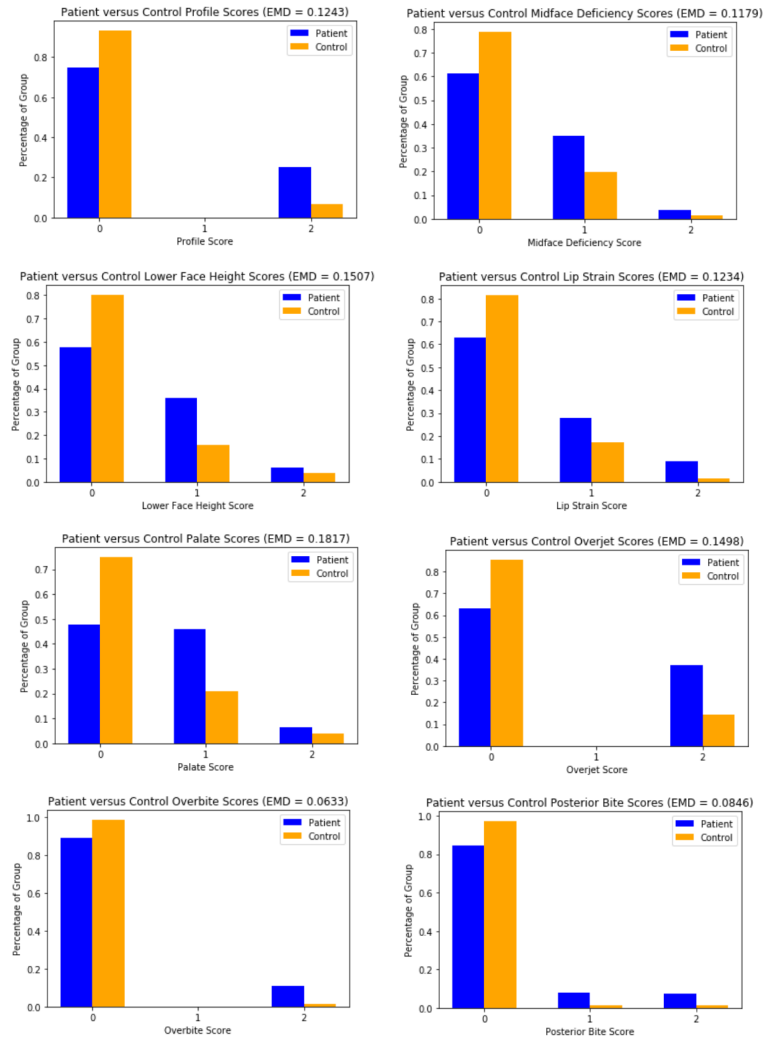 Patient versus Control Profile Scores (EMD = 0.1243)
Patient
Control
Percentage of Group
0.8
0.6
0.4
0.2
0.0
0 1 2
Profile Score
Patient versus Control Midface Deficiency Scores (EMD = 0.1179)
Patient
Control
Percentage of Group
0.8
0.7
0.6
0.5
0.4
0.3
0.2
0.1
0.0
0 1 2
Midface Deficiency Score
Patient versus Control Lower Face Height Scores (EMD = 0.1507)
Patient
Control
Percentage of Group
0.8
0.7
0.6
0.5
0.4
0.3
0.2
0.1
0.0
0 1 2
Lower Face Height Score
Patient versus Control Lip Strain Scores (EMD = 0.1234)
Patient
Control
Percentage of Group
0.8
0.7
0.6
0.5
0.4
0.3
0.2
0.1
0.0
0 1 2
Lip Strain Score
Patient versus Control Palate Scores (EMD = 0.1817)
Patient
Control
Percentage of Group
0.7
0.6
0.5
0.4
0.3
0.2
0.1
0.0
0 1 2
Palate Score
Patient versus Control Overjet Scores (EMD = 0.1498)
Patient
Control
Percentage of Group
0.8
0.7
0.6
0.5
0.4
0.3
0.2
0.1
0.0
0 1 2
Overjet Score
Patient versus Control Overbite Scores (EMD = 0.0633)
Patient
Control
Percentage of Group
1.0
0.8
0.6
0.4
0.2
0.0
0 1 2
Overbite Score
Patient versus Control Posterior Bite Scores (EMD = 0.0846)
Patient
Control
Percentage of Group
1.0
0.8
0.6
0.4
0.2
0.0
0 1 2
Posterior Bite Score